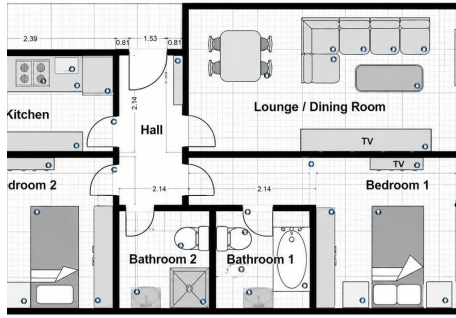 2.39
0.81
1.53
0.81
2.14
Kitchen
Hall
Lounge / Dining Room
TV
TV
droom 2
2.14
2.14
Bedroom 1
Bathroom 2
Bathroom 1